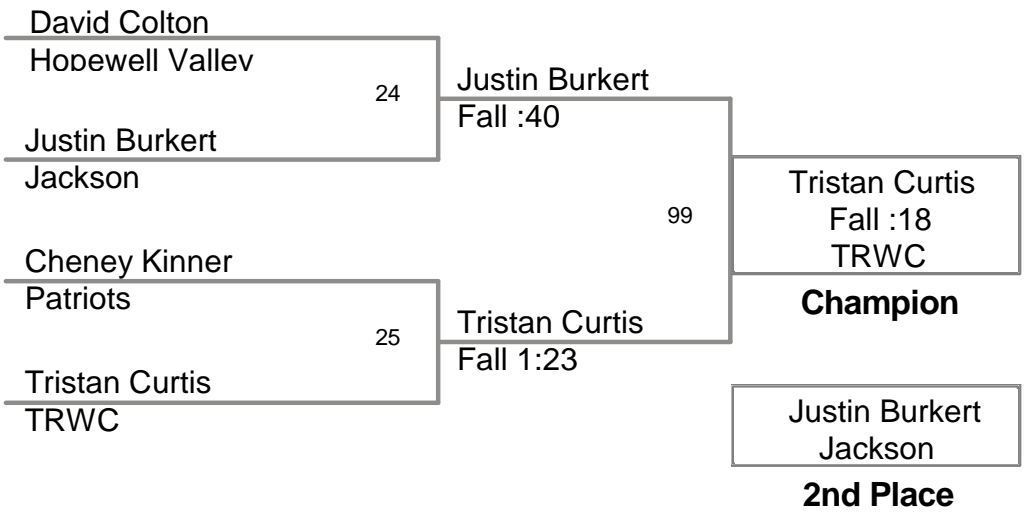 David Colton
Hopewell Valley
24
Justin Burkert
Jackson
Justin Burkert
Fall :40
Cheney Kinner
Patriots
25
Tristan Curtis
TRWC
Tristan Curtis
Fall 1:23
99
Tristan Curtis
Fall :18
TRWC
Champion
Justin Burkert
Jackson
2nd Place